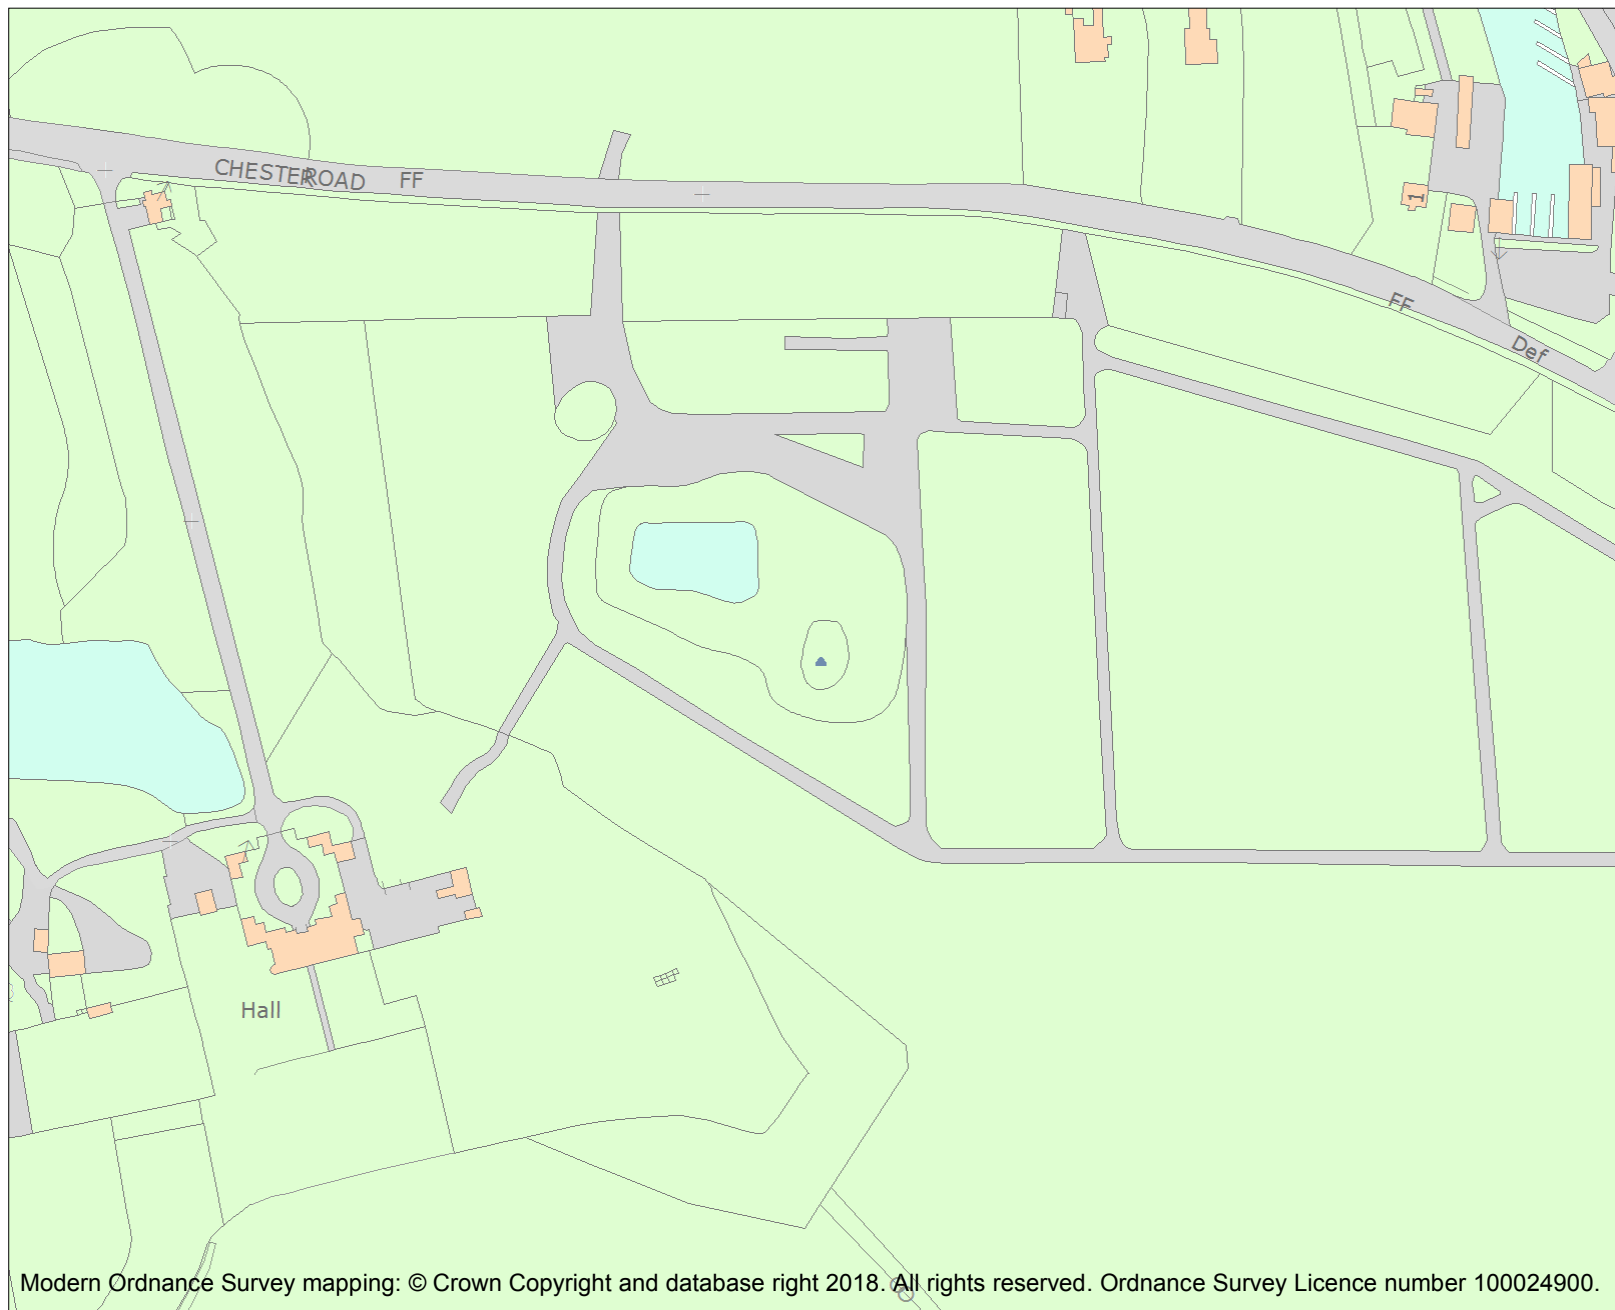 CHESTER ROAD FF
1
FF
Def
Hall
Modern Ordnance Survey mapping: © Crown Copyright and database right 2018. All rights reserved. Ordnance Survey Licence number 100024900.